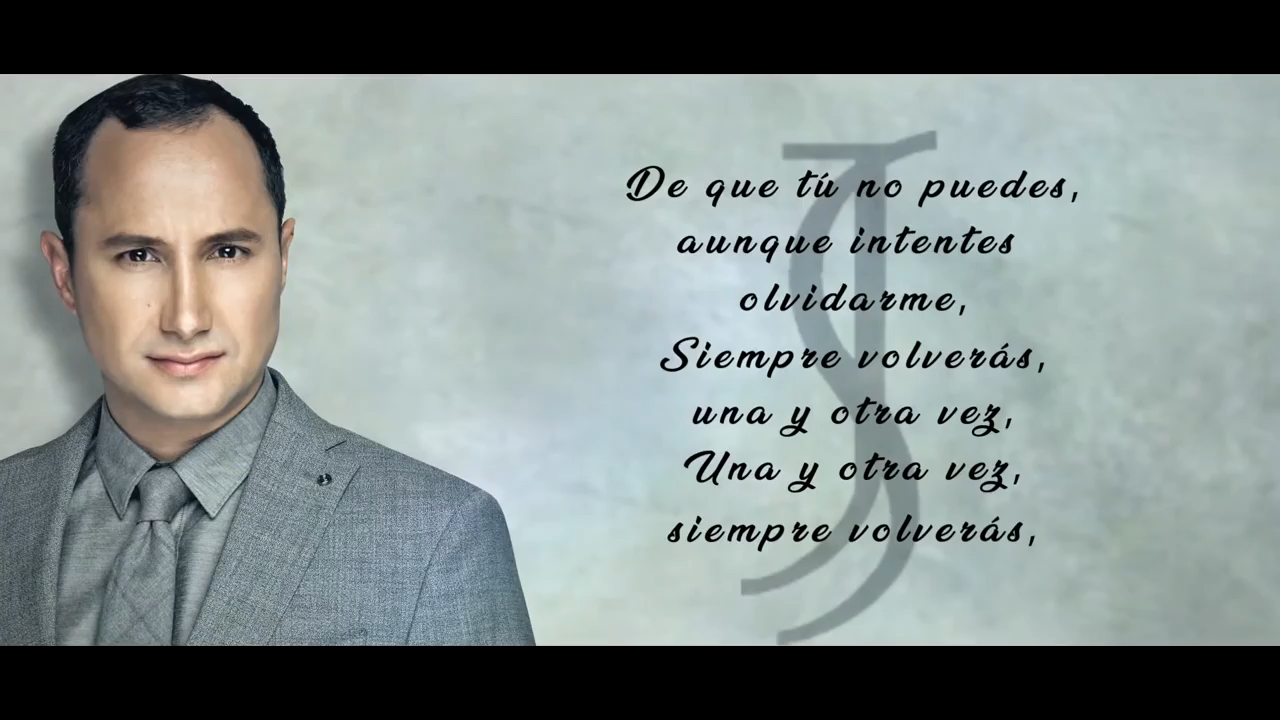 De que tú no puedes,
aunque intentes
olvidarme,
Siempre volverás,
una y otra vez,
Una y otra vez,
siempre volverás,